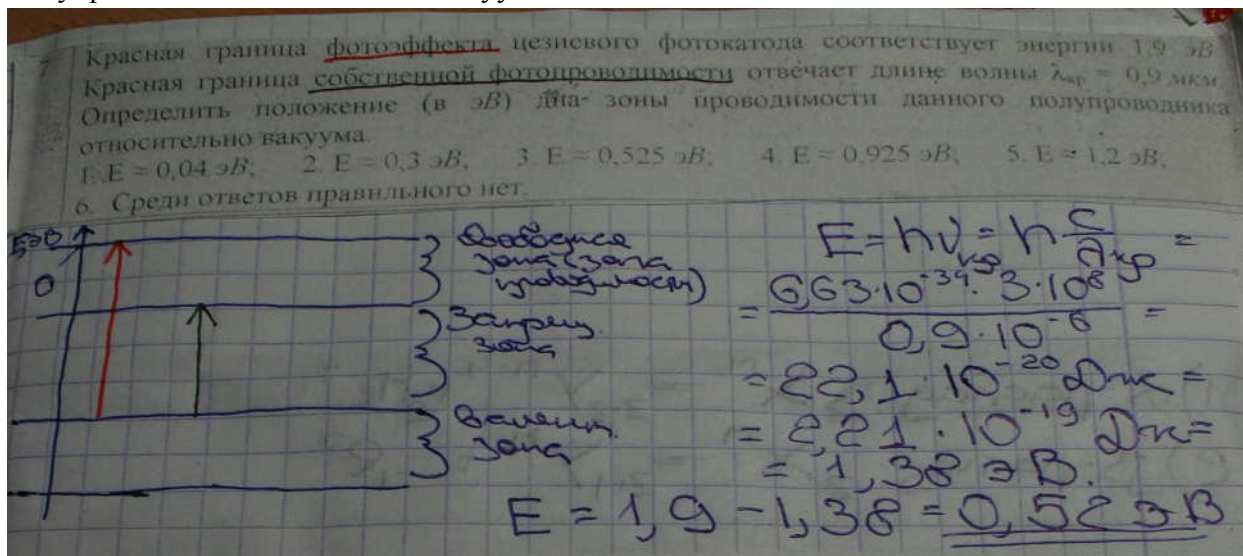 Красная граница фотоэффекта цезиевого фотокатода соответствует энергии 1,9 эВ
Красная граница собственной фотопроводимости отвечает длине волны λкр = 0,9 мкм.
Определить положение (в эВ) дна зоны проводимости данного полупроводника
относительно вакуума.
1. E ≈ 0,04 эВ; 2. E ≈ 0,3 эВ; 3. E ≈ 0,525 эВ; 4. E ≈ 0,925 эВ; 5. E ≈ 1,2 эВ;
6. Среди ответов правильного нет.
E, эВ
0
Свободная
зона (зона
проводимости)
Запрещ.
зона
Валент.
зона
E = hνкр = h c/λкр =
= 6,63·10⁻³⁴·3·10⁸ / 0,9·10⁻⁶ =
= 22,1·10⁻²⁰ Дж =
= 2,21·10⁻¹⁹ Дж=
= 1,38 эВ.
E = 1,9 - 1,38 = 0,52 эВ